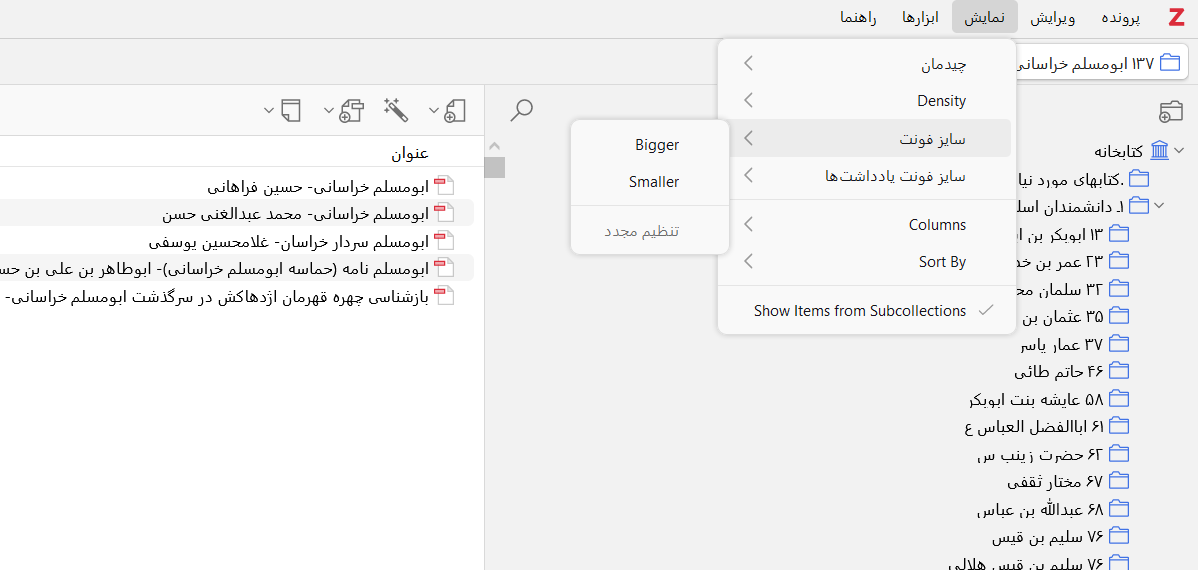 Z
پرونده
ویرایش
نمایش
ابزارها
راهنما
۱۳۷ ابومسلم خراسانی
چیدمان
Density
سایز فونت
سایز فونت یادداشت‌ها
Columns
Sort By
Show Items from Subcollections
Bigger
Smaller
تنظیم مجدد
کتابخانه
.کتابهای مورد نیا
۱ـ دانشمندان اسلا
۱۳ ابوبکر بن
۲۳ عمر بن خد
۳۲ سلمان مح
۳۵ عثمان بن
۳۷ عمار یاسر
۴۶ حاتم طائی
۵۸ عایشه بنت ابوبکر
۶۱ اباالفضل العباس ع
۶۲ حضرت زینب س
۶۷ مختار ثقفی
۶۸ عبدالله بن عباس
۷۶ سلیم بن قیس
۷۶ سلیم بن قیس هلالی
عنوان
ابومسلم خراسانی- حسین فراهانی
ابومسلم خراسانی- محمد عبدالغنی حسن
ابومسلم سردار خراسان- غلامحسین یوسفی
ابومسلم نامه (حماسه ابومسلم خراسانی)- ابوطاهر بن علی بن حس
بازشناسی چهره قهرمان اژدهاکش در سرگذشت ابومسلم خراسانی-